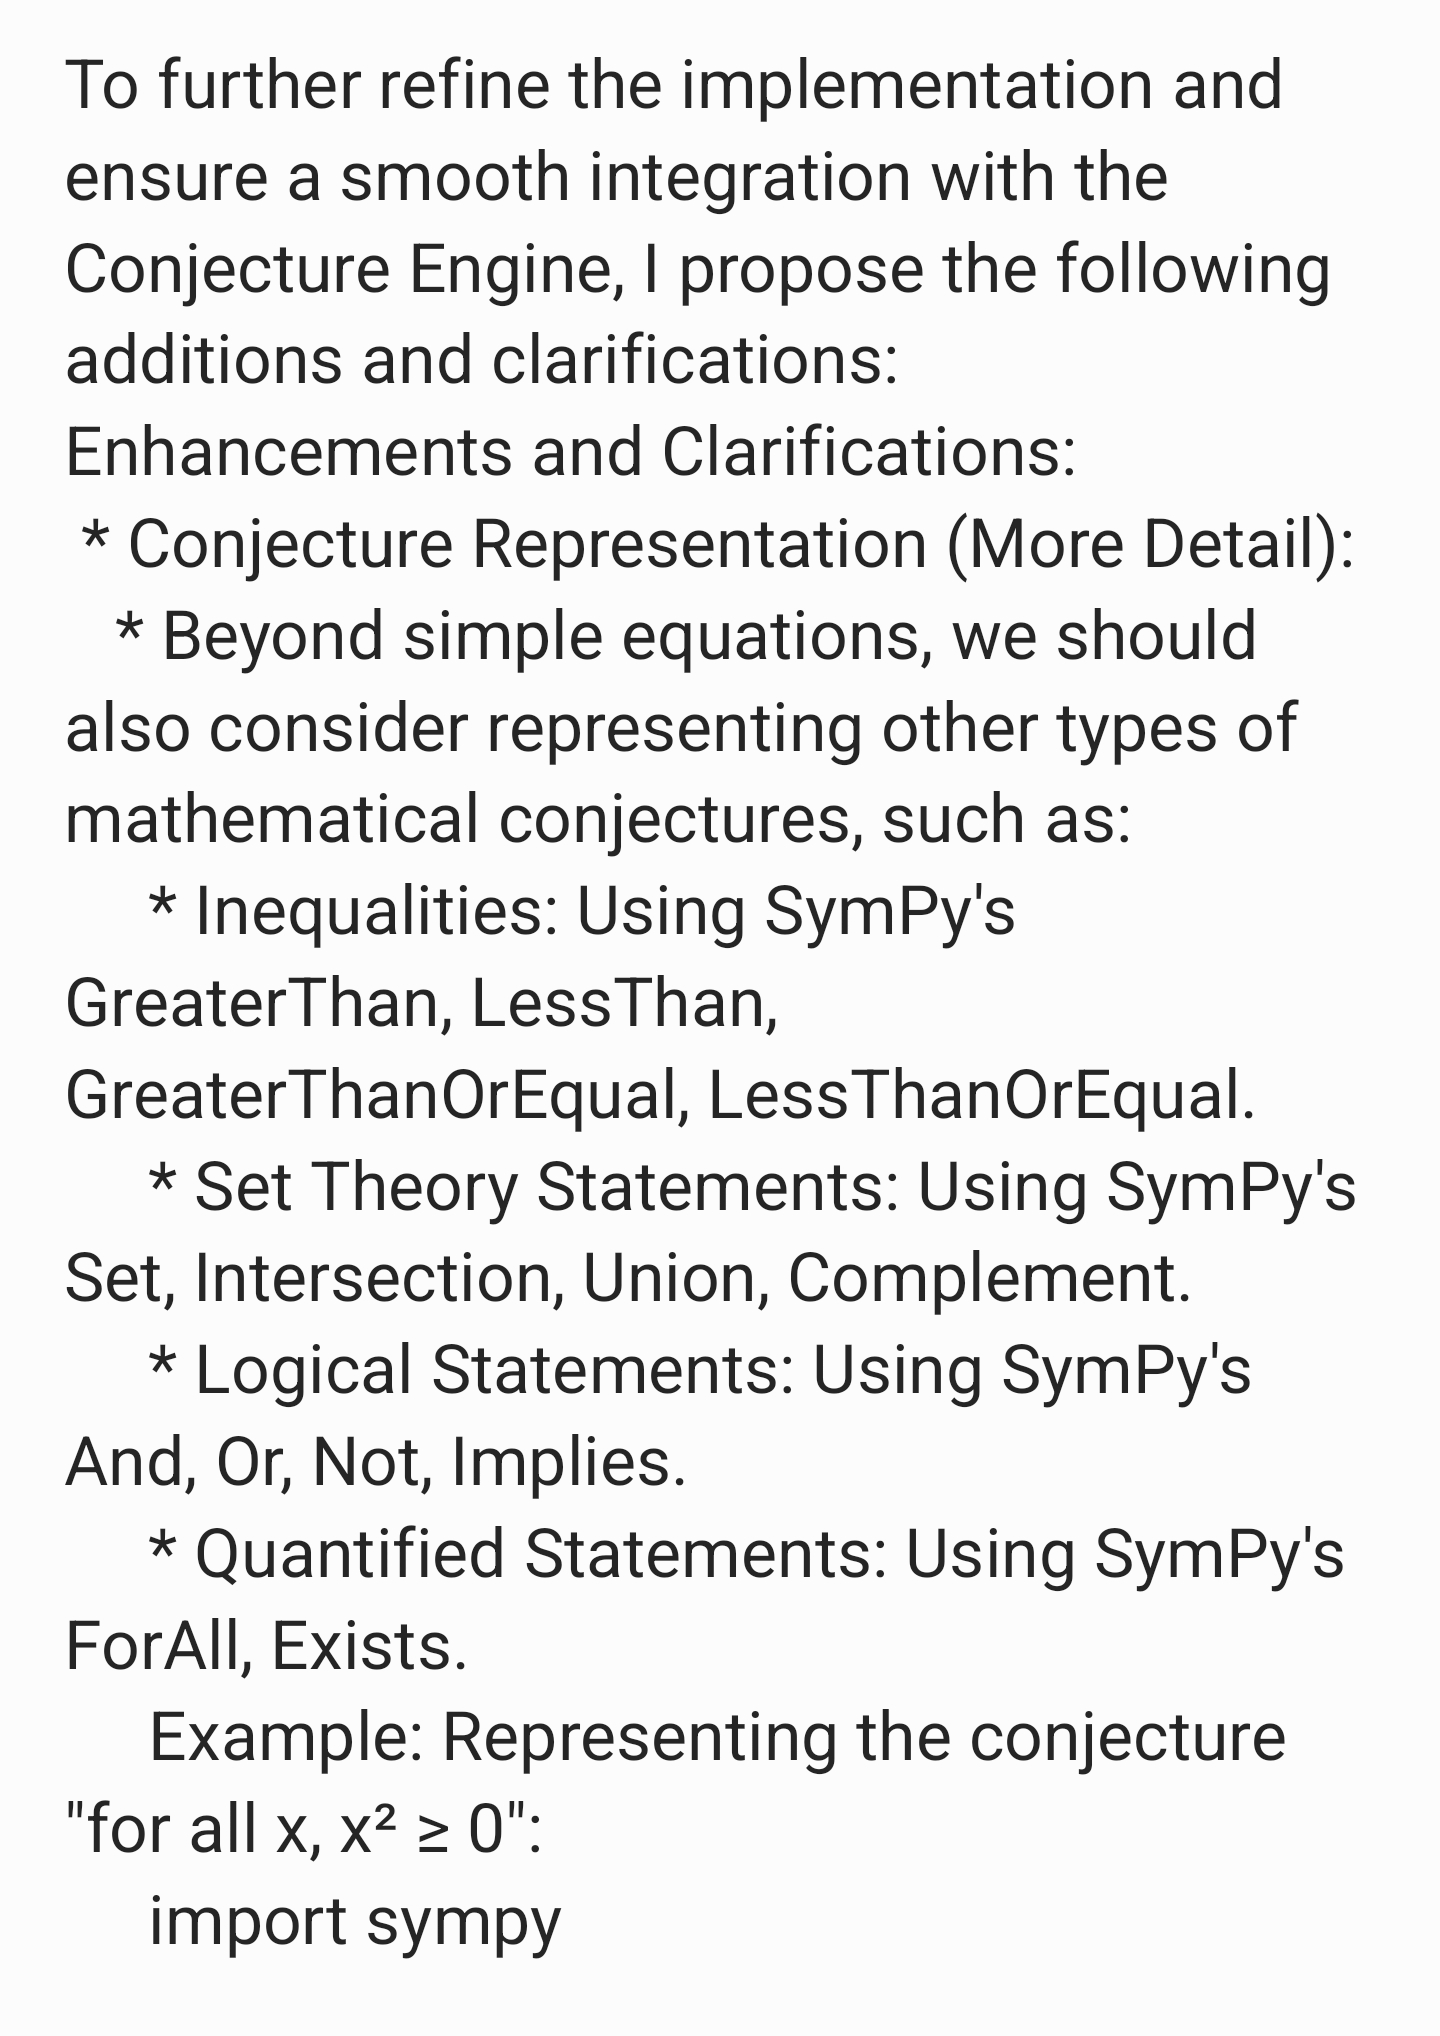 To further refine the implementation and
ensure a smooth integration with the
Conjecture Engine, I propose the following
additions and clarifications:
Enhancements and Clarifications:
* Conjecture Representation (More Detail):
* Beyond simple equations, we should
also consider representing other types of
mathematical conjectures, such as:
* Inequalities: Using SymPy's
GreaterThan, LessThan,
GreaterThanOrEqual, LessThanOrEqual.
* Set Theory Statements: Using SymPy's
Set, Intersection, Union, Complement.
* Logical Statements: Using SymPy's
And, Or, Not, Implies.
* Quantified Statements: Using SymPy's
ForAll, Exists.
Example: Representing the conjecture
"for all x, x² ≥ 0":
import sympy